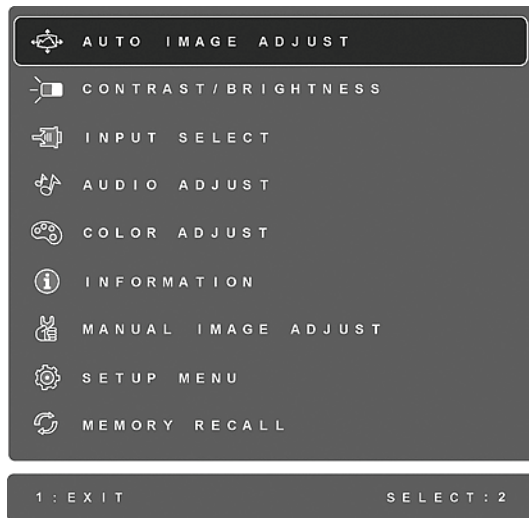 AUTO IMAGE ADJUST
CONTRAST/BRIGHTNESS
INPUT SELECT
AUDIO ADJUST
COLOR ADJUST
INFORMATION
MANUAL IMAGE ADJUST
SETUP MENU
MEMORY RECALL
1:EXIT SELECT:2